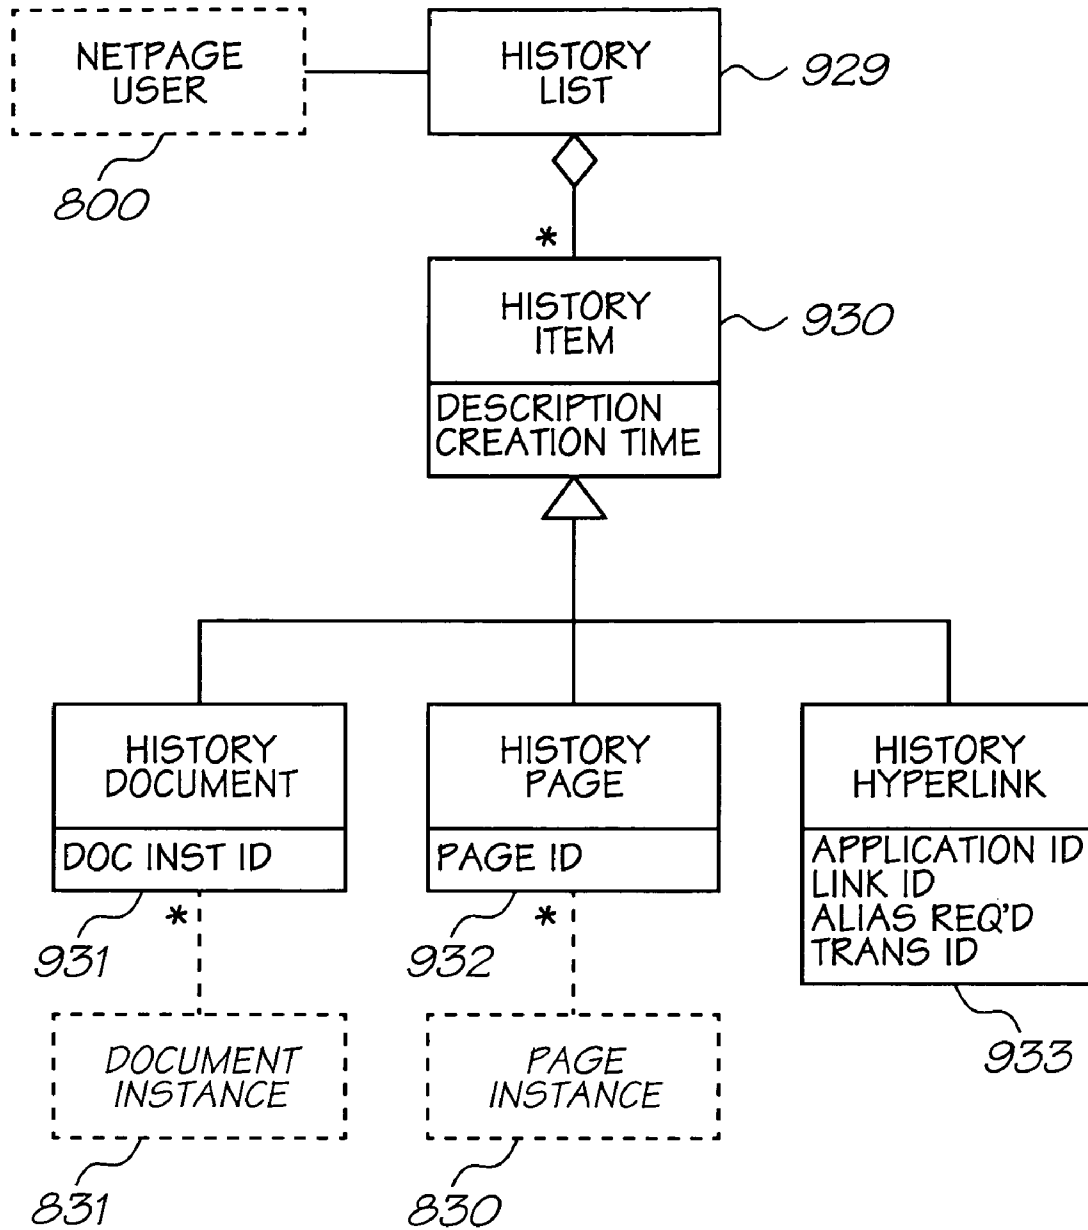 NETPAGE
USER
HISTORY
LIST
929
800
*
HISTORY
ITEM
930
DESCRIPTION
CREATION TIME
HISTORY
DOCUMENT
DOC INST ID
HISTORY
PAGE
PAGE ID
HISTORY
HYPERLINK
APPLICATION ID
LINK ID
ALIAS REQ'D
TRANS ID
*
*
931
932
933
DOCUMENT
INSTANCE
PAGE
INSTANCE
831
830